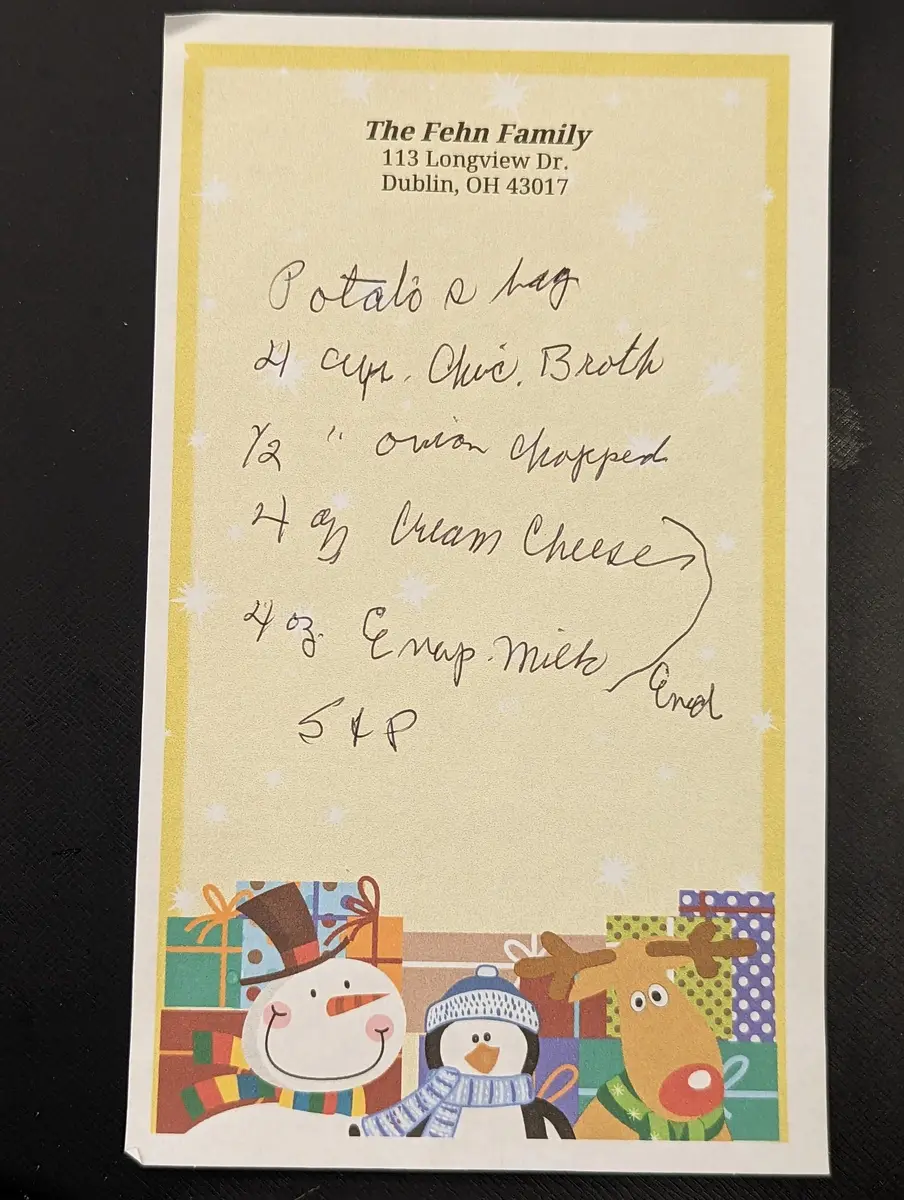 The Fehn Family
113 Longview Dr.
Dublin, OH 43017
Potato's bag
4 cups. Chic. Broth
1/2 " onion chopped
4 oz Cream Cheese
4 oz. Evap. Milk
End
S & P